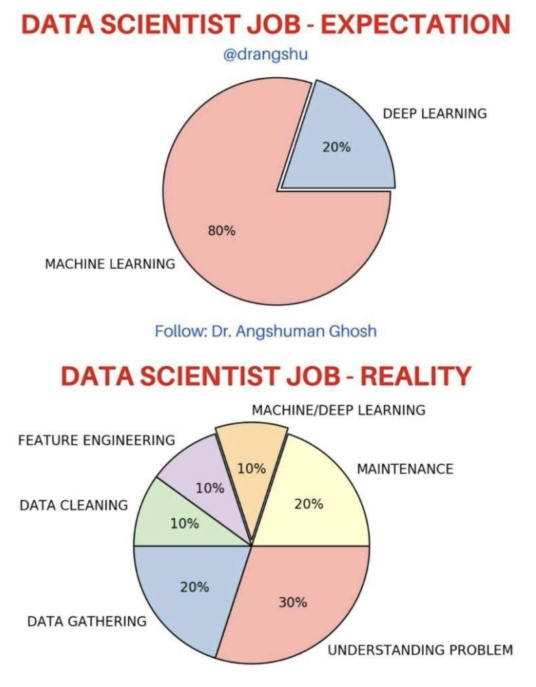 DATA SCIENTIST JOB - EXPECTATION
@drangshu
DEEP LEARNING
20%
80%
MACHINE LEARNING
Follow: Dr. Angshuman Ghosh
DATA SCIENTIST JOB - REALITY
MACHINE/DEEP LEARNING
FEATURE ENGINEERING
10%
MAINTENANCE
10%
20%
DATA CLEANING
10%
20%
30%
DATA GATHERING
UNDERSTANDING PROBLEM